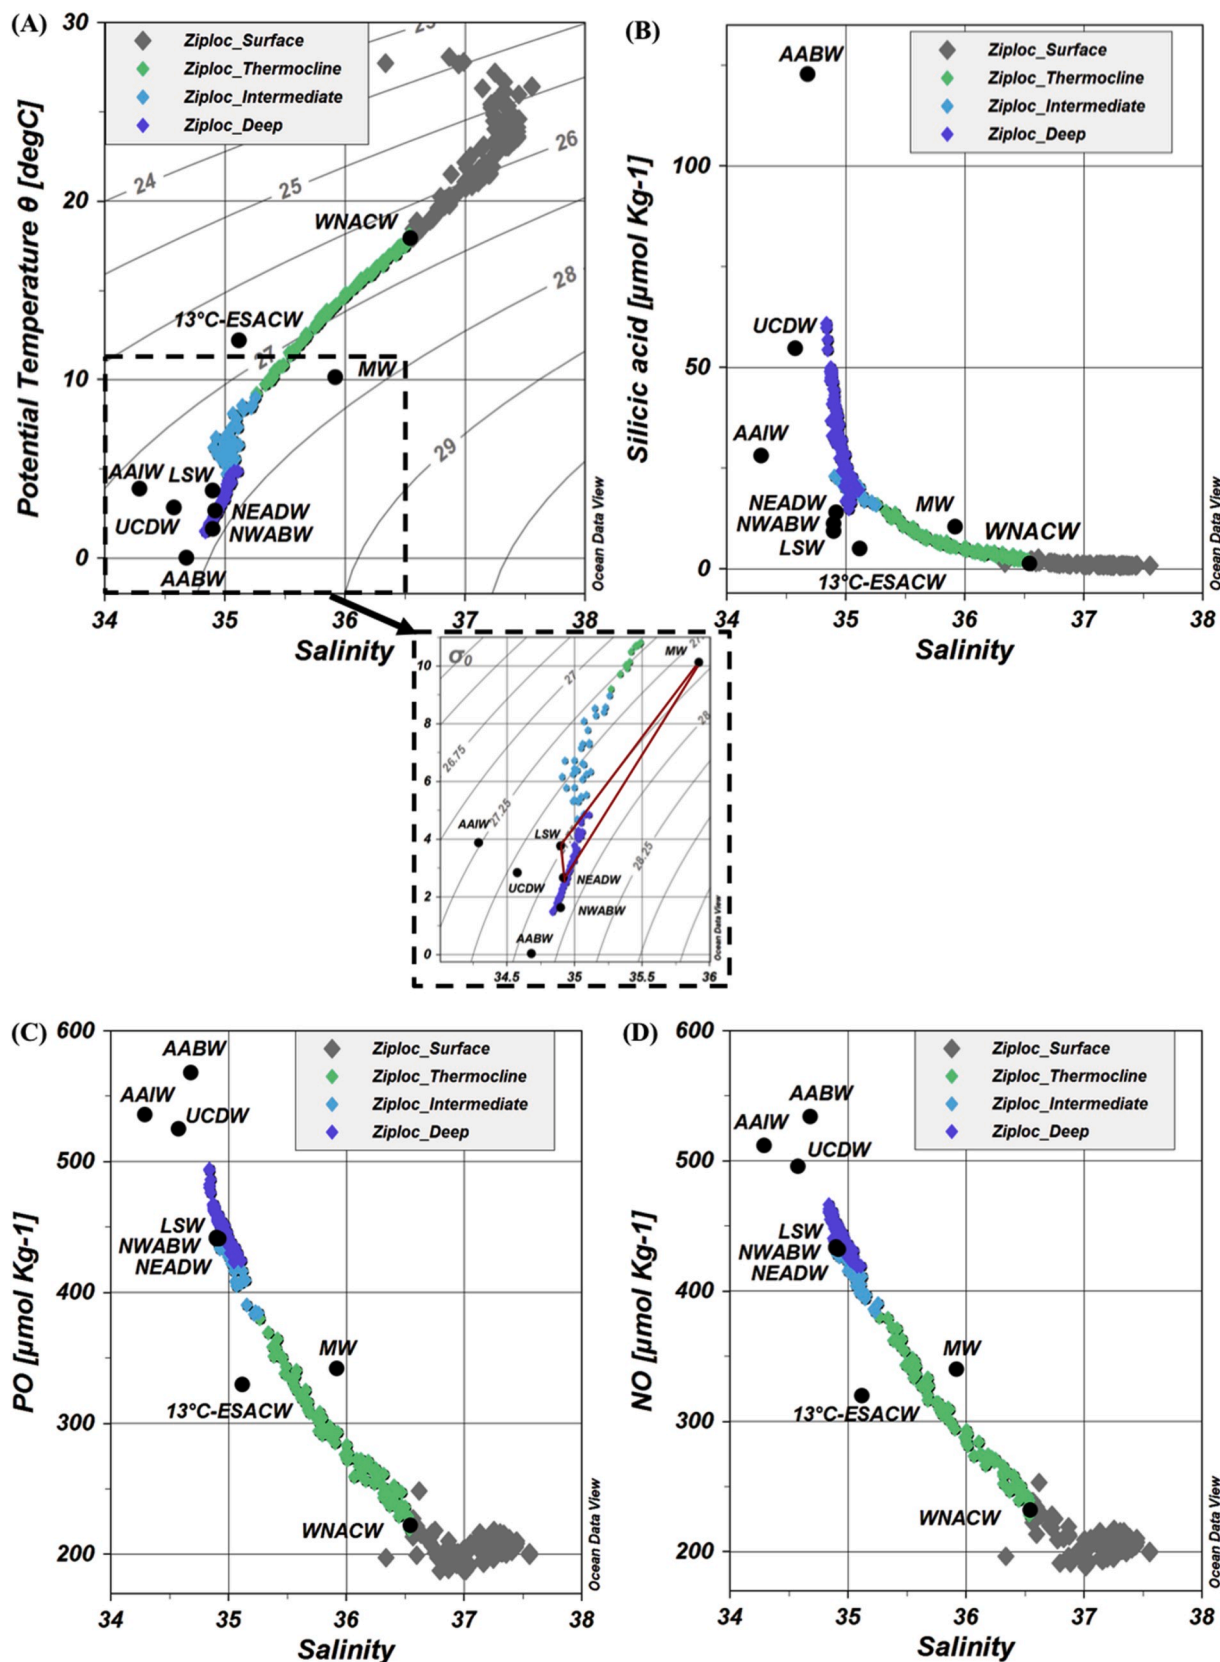 (A)
30
20
10
0
Potential Temperature θ [degC]
Ziploc_Surface
Ziploc_Thermocline
Ziploc_Intermediate
Ziploc_Deep
24
25
26
27
28
29
WNACW
13°C-ESACW
MW
AAIW
LSW
UCDW
NEADW
NWABW
AABW
34 35 36 37 38
Salinity
Ocean Data View
(B)
100
50
0
Silicic acid [µmol Kg-1]
Ziploc_Surface
Ziploc_Thermocline
Ziploc_Intermediate
Ziploc_Deep
AABW
UCDW
AAIW
NEADW
NWABW
LSW
MW
WNACW
13°C-ESACW
34 35 36 37 38
Salinity
Ocean Data View
σ0
10
8
6
4
2
0
MW
27
28
26.75
27.25
28.25
AAIW
LSW
UCDW
NEADW
NWABW
AABW
34.5 35 35.5 36
Ocean Data View
(C)
600
500
400
300
200
PO [µmol Kg-1]
Ziploc_Surface
Ziploc_Thermocline
Ziploc_Intermediate
Ziploc_Deep
AABW
AAIW
UCDW
LSW
NWABW
NEADW
MW
13°C-ESACW
WNACW
34 35 36 37 38
Salinity
Ocean Data View
(D)
600
500
400
300
200
NO [µmol Kg-1]
Ziploc_Surface
Ziploc_Thermocline
Ziploc_Intermediate
Ziploc_Deep
AABW
AAIW
UCDW
LSW
NWABW
NEADW
MW
13°C-ESACW
WNACW
34 35 36 37 38
Salinity
Ocean Data View